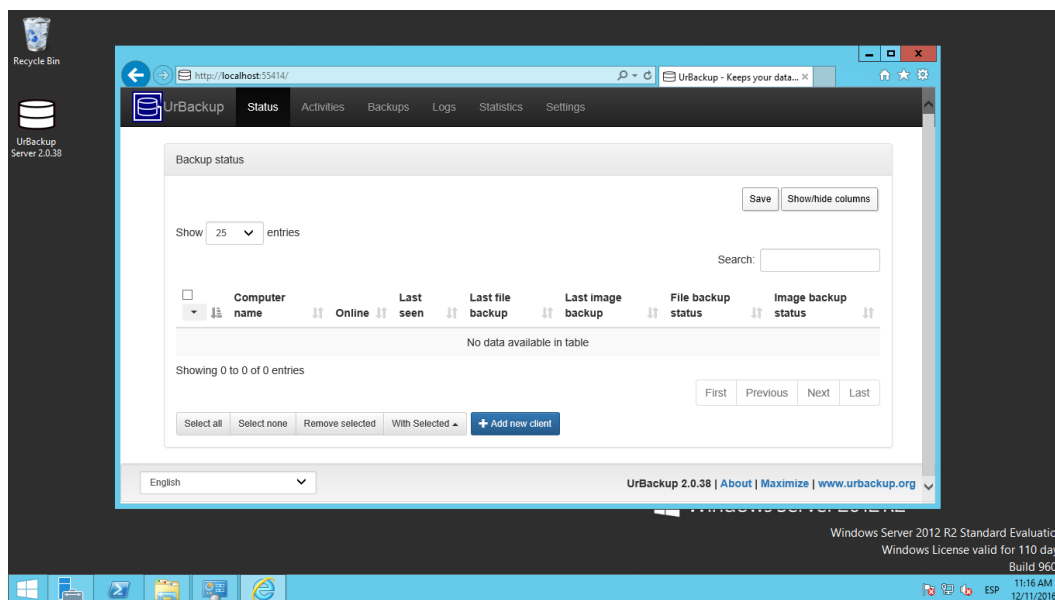 Recycle Bin
UrBackup
Server 2.0.38
http://localhost:55414/
UrBackup - Keeps your data...
UrBackup Status Activities Backups Logs Statistics Settings
Backup status
Save Show/hide columns
Show 25 entries
Search:
Computer name Online Last seen Last file backup Last image backup File backup status Image backup status
No data available in table
Showing 0 to 0 of 0 entries
First Previous Next Last
Select all Select none Remove selected With Selected + Add new client
English
UrBackup 2.0.38 | About | Maximize | www.urbackup.org
Windows Server 2012 R2
Windows Server 2012 R2 Standard Evaluatio
Windows License valid for 110 day
Build 960
ESP
11:16 AM
12/11/2016